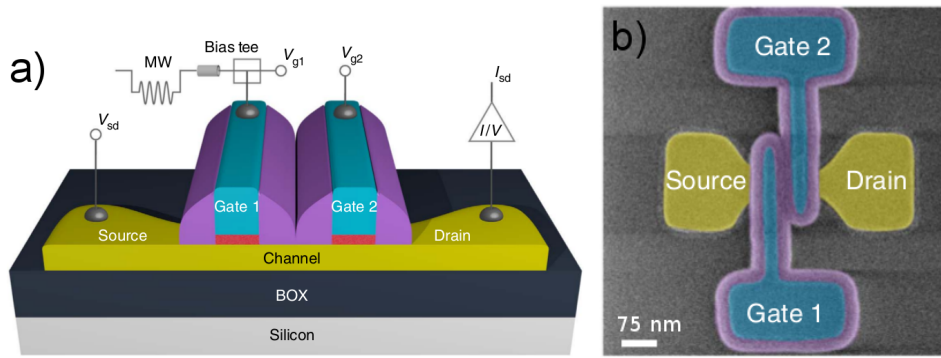 a)
MW
Bias tee
Vg1
Vg2
Vsd
Isd
I/V
Gate 1
Gate 2
Source
Drain
Channel
BOX
Silicon
b)
Gate 2
Source
Drain
Gate 1
75 nm